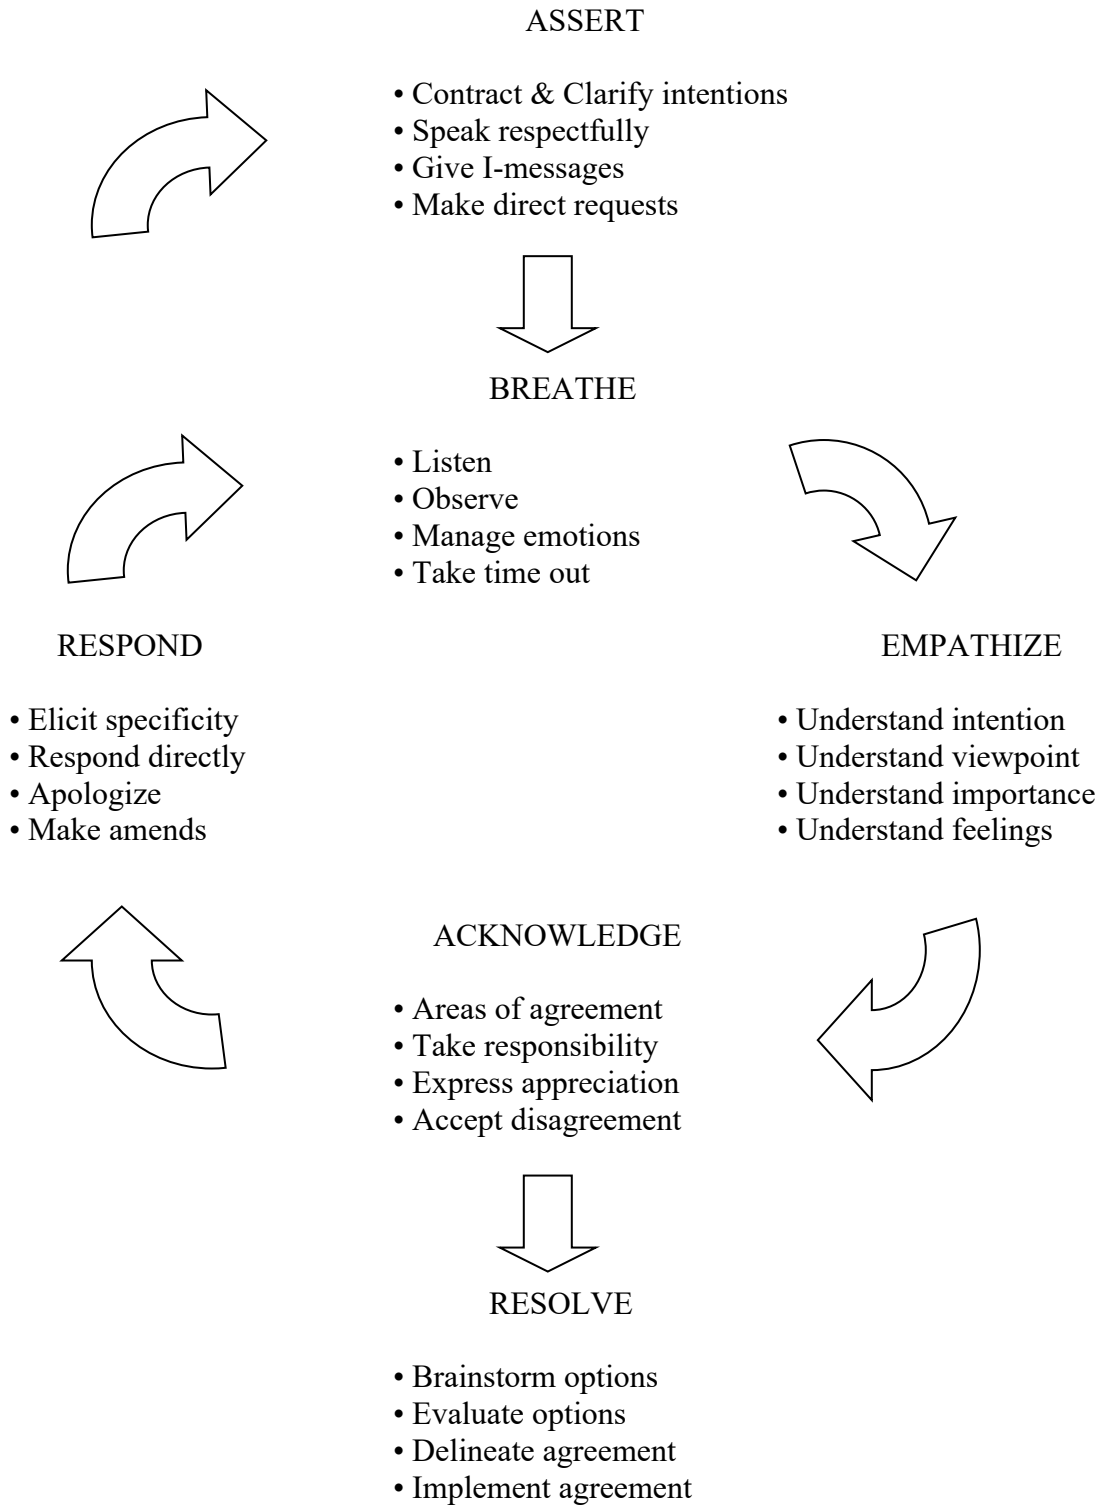 ASSERT
• Contract & Clarify intentions
• Speak respectfully
• Give I-messages
• Make direct requests
BREATHE
• Listen
• Observe
• Manage emotions
• Take time out
RESPOND
• Elicit specificity
• Respond directly
• Apologize
• Make amends
EMPATHIZE
• Understand intention
• Understand viewpoint
• Understand importance
• Understand feelings
ACKNOWLEDGE
• Areas of agreement
• Take responsibility
• Express appreciation
• Accept disagreement
RESOLVE
• Brainstorm options
• Evaluate options
• Delineate agreement
• Implement agreement